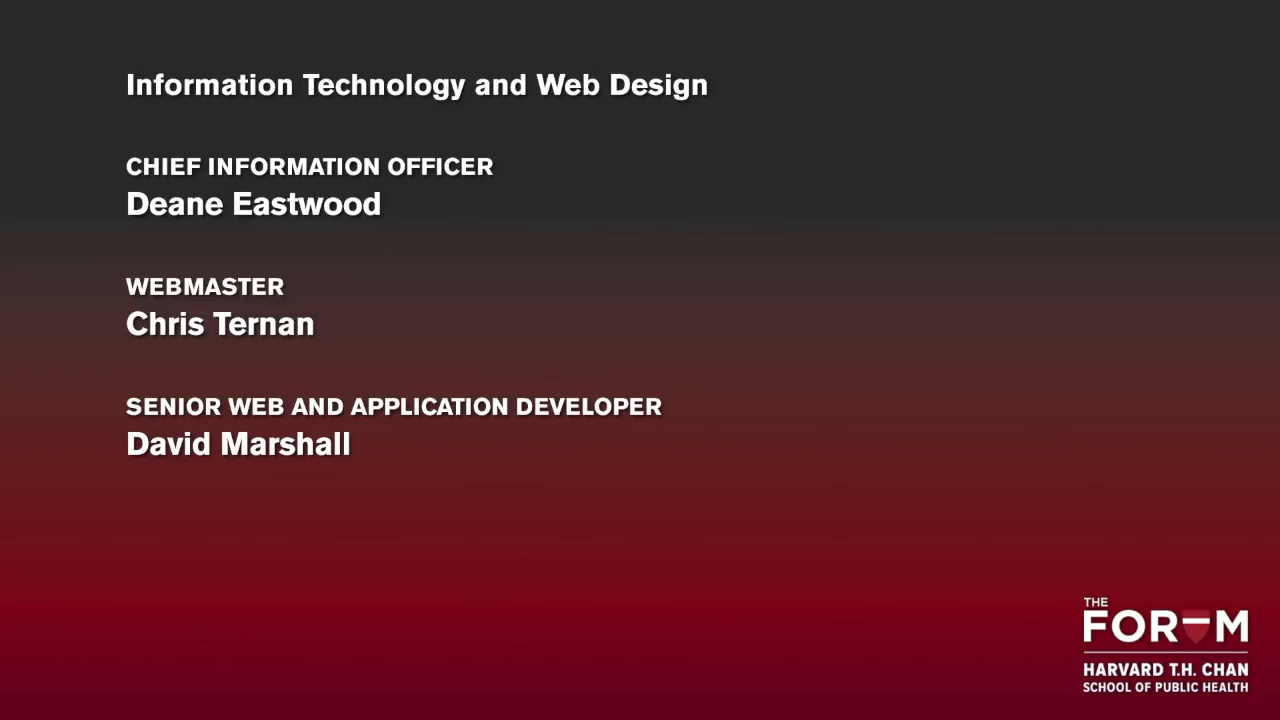 Information Technology and Web Design
CHIEF INFORMATION OFFICER
Deane Eastwood
WEBMASTER
Chris Ternan
SENIOR WEB AND APPLICATION DEVELOPER
David Marshall
THE
FORUM
HARVARD T.H. CHAN
SCHOOL OF PUBLIC HEALTH